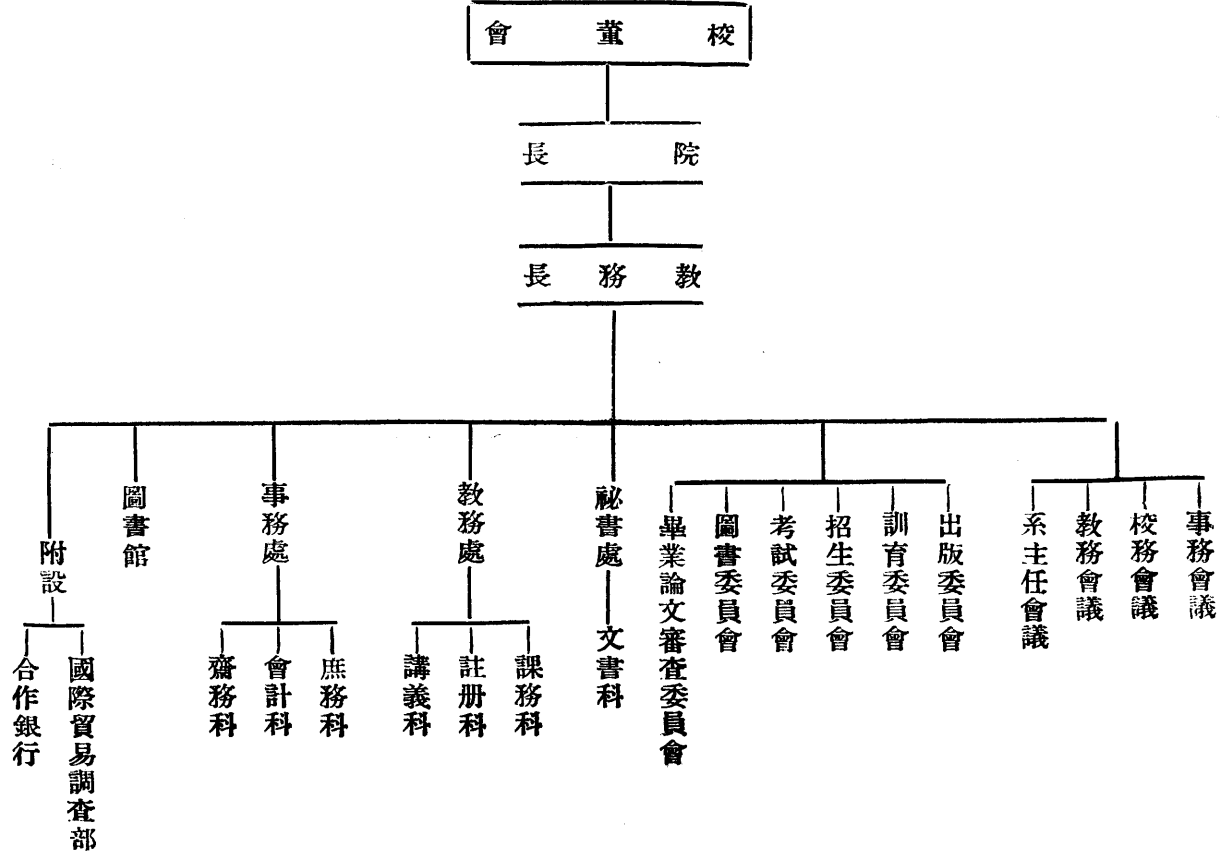 校董會
院長
教務長
事務會議
校務會議
教務會議
系主任會議
出版委員會
訓育委員會
招生委員會
考試委員會
圖書委員會
畢業論文審查委員會
祕書處
文書科
教務處
課務科
註册科
講義科
事務處
庶務科
會計科
齋務科
圖書館
附設
國際貿易調查部
合作銀行